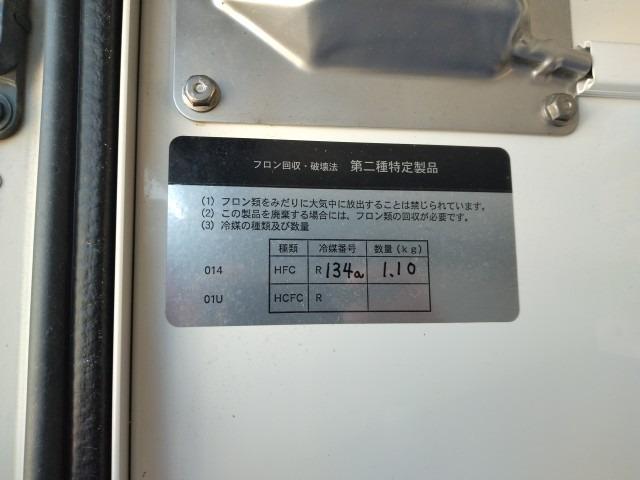 フロン回収・破壊法 第二種特定製品
(1) フロン類をみだりに大気中に放出することは禁じられています。
(2) この製品を廃棄する場合には、フロン類の回収が必要です。
(3) 冷媒の種類及び数量
種類 冷媒番号 数量(kg)
014 HFC R134a 1.10
01U HCFC R